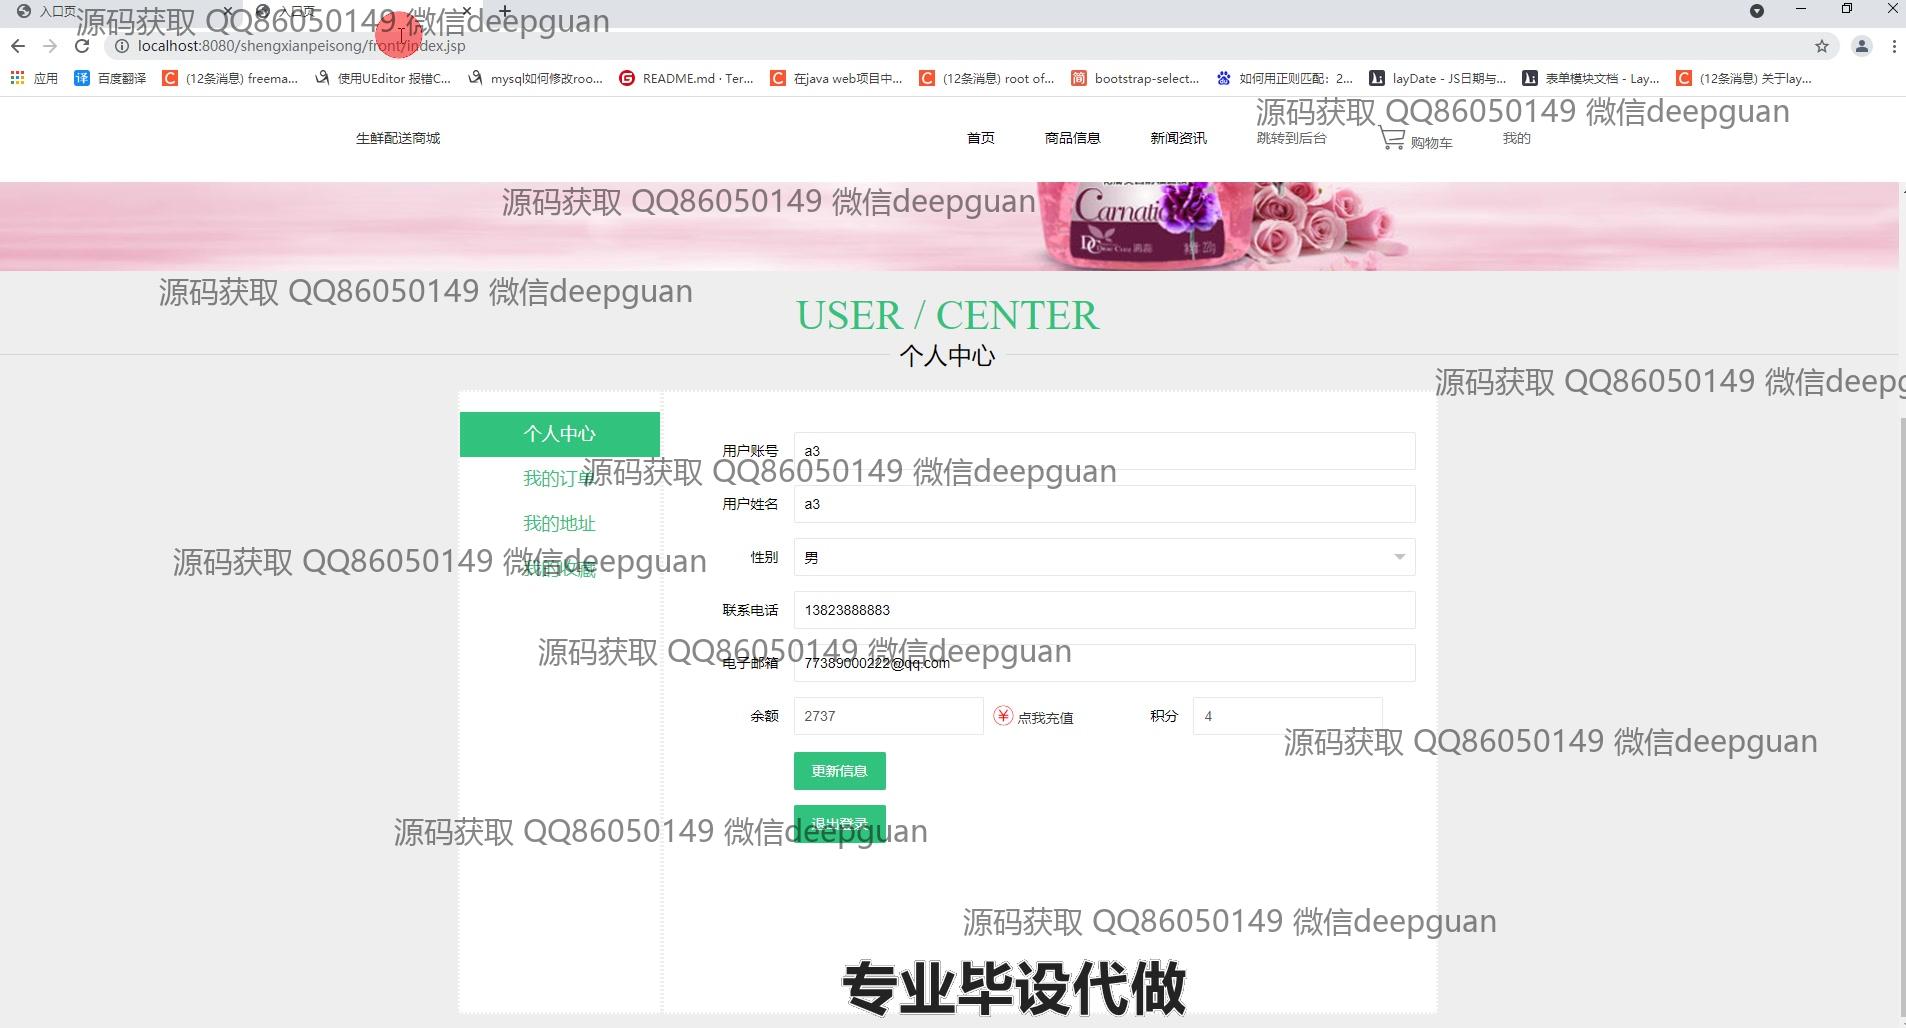 入口页
入口页
源码获取 QQ86050149 微信deepguan
localhost:8080/shengxianpeisong/front/index.jsp
应用
百度翻译
(12条消息) freema...
使用UEditor 报错C...
mysql如何修改roo...
README.md · Ter...
在java web项目中...
(12条消息) root of...
bootstrap-select...
如何用正则匹配：2...
layDate - JS日期与...
表单模块文档 - Lay...
(12条消息) 关于lay...
源码获取 QQ86050149 微信deepguan
生鲜配送商城
首页
商品信息
新闻资讯
跳转到后台
购物车
我的
源码获取 QQ86050149 微信deepguan
Carnati
DC
源码获取 QQ86050149 微信deepguan
USER / CENTER
个人中心
源码获取 QQ86050149 微信deepg
个人中心
我的订单
我的地址
我的收藏
用户账号 a3
源码获取 QQ86050149 微信deepguan
用户姓名 a3
性别 男
源码获取 QQ86050149 微信deepguan
联系电话 13823888883
源码获取 QQ86050149 微信deepguan
电子邮箱 77389000222@qq.com
余额 2737 ¥ 点我充值 积分 4
源码获取 QQ86050149 微信deepguan
更新信息
退出登录
源码获取 QQ86050149 微信deepguan
源码获取 QQ86050149 微信deepguan
专业毕设代做